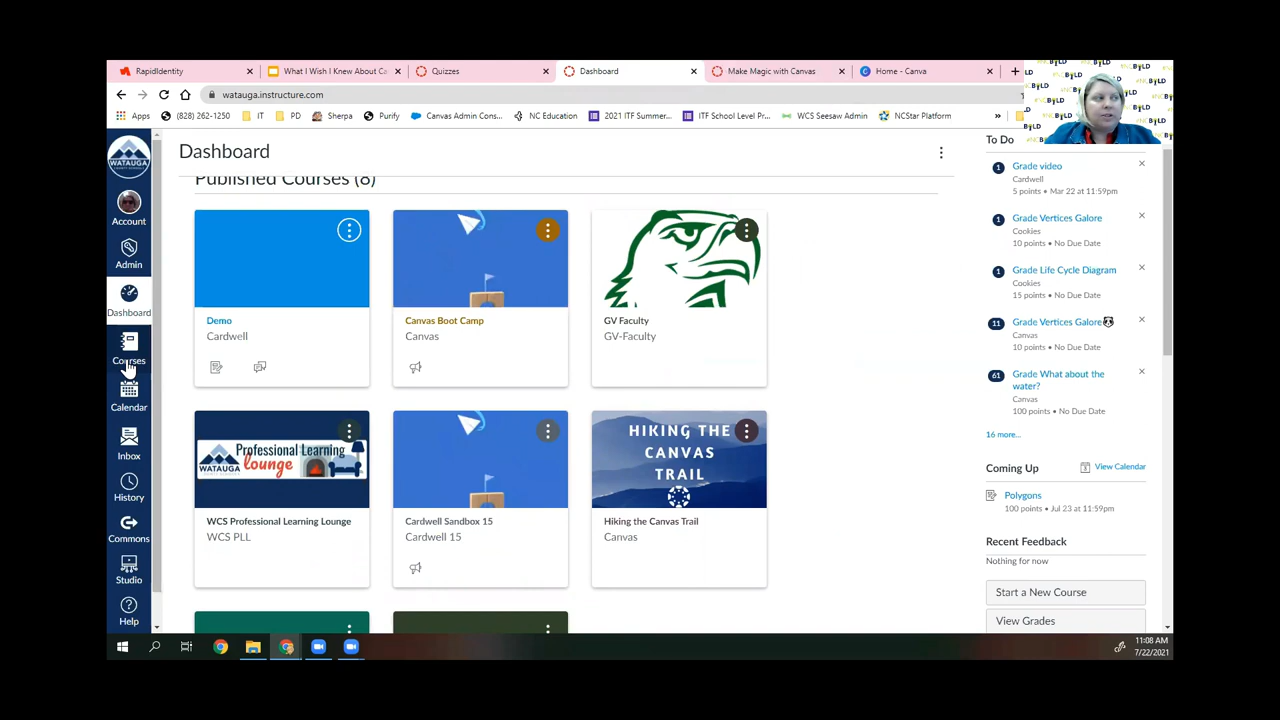 RapidIdentity
What I Wish I Knew About Ca
Quizzes
Dashboard
Make Magic with Canvas
Home - Canva
watauga.instructure.com
Apps
(828) 262-1250
IT
PD
Sherpa
Purify
Canvas Admin Cons...
NC Education
2021 ITF Summer...
ITF School Level Pr...
WCS Seesaw Admin
NCStar Platform
WATAUGA
Account
Admin
Dashboard
Courses
Calendar
Inbox
History
Commons
Studio
Help
Dashboard
Published Courses (8)
Demo
Cardwell
Canvas Boot Camp
Canvas
GV Faculty
GV-Faculty
WATAUGA
Professional Learning
lounge
WCS Professional Learning Lounge
WCS PLL
Cardwell Sandbox 15
Cardwell 15
HIKING THE
CANVAS
TRAIL
Hiking the Canvas Trail
Canvas
To Do
1
Grade video
Cardwell
5 points • Mar 22 at 11:59pm
1
Grade Vertices Galore
Cookies
10 points • No Due Date
1
Grade Life Cycle Diagram
Cookies
15 points • No Due Date
11
Grade Vertices Galore
Canvas
10 points • No Due Date
61
Grade What about the
water?
Canvas
100 points • No Due Date
16 more...
Coming Up
View Calendar
Polygons
100 points • Jul 23 at 11:59pm
Recent Feedback
Nothing for now
Start a New Course
View Grades
11:08 AM
7/22/2021